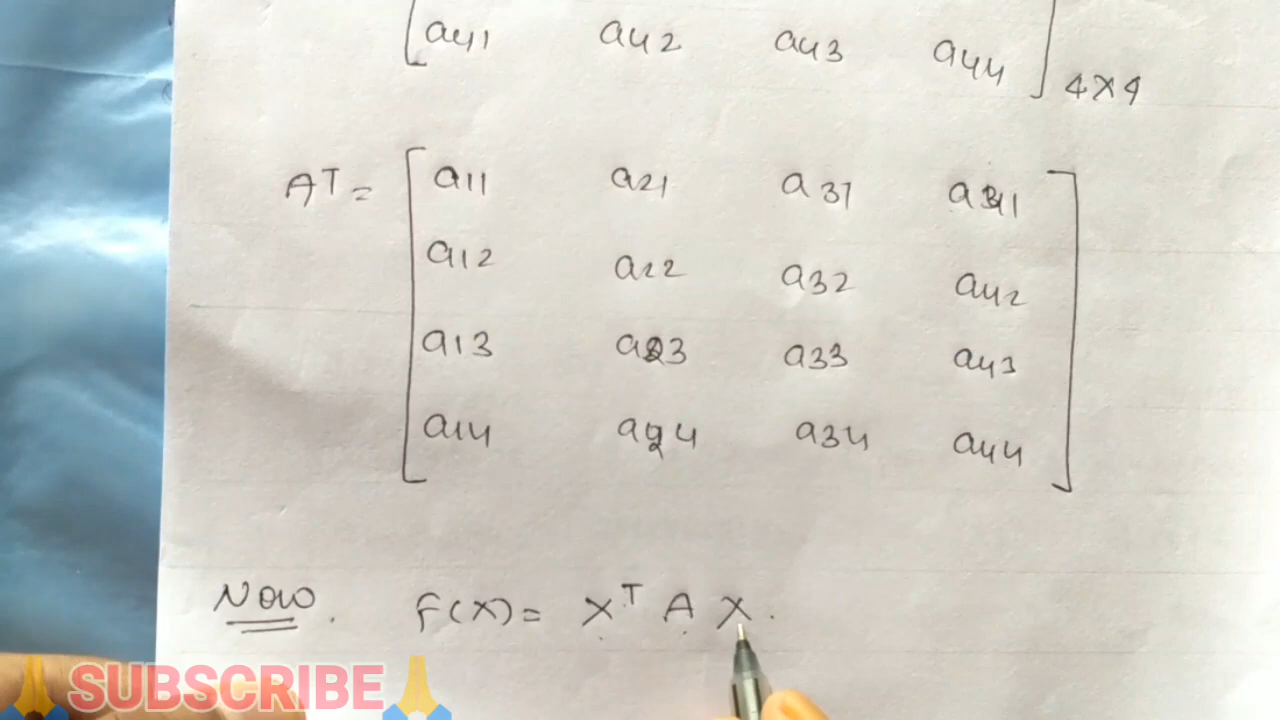 a41 a42 a43 a44 4×4
AT = a11 a21 a31 a41
a12 a22 a32 a42
a13 a23 a33 a43
a14 a24 a34 a44
Now. F(X) = X^T A X.
SUBSCRIBE